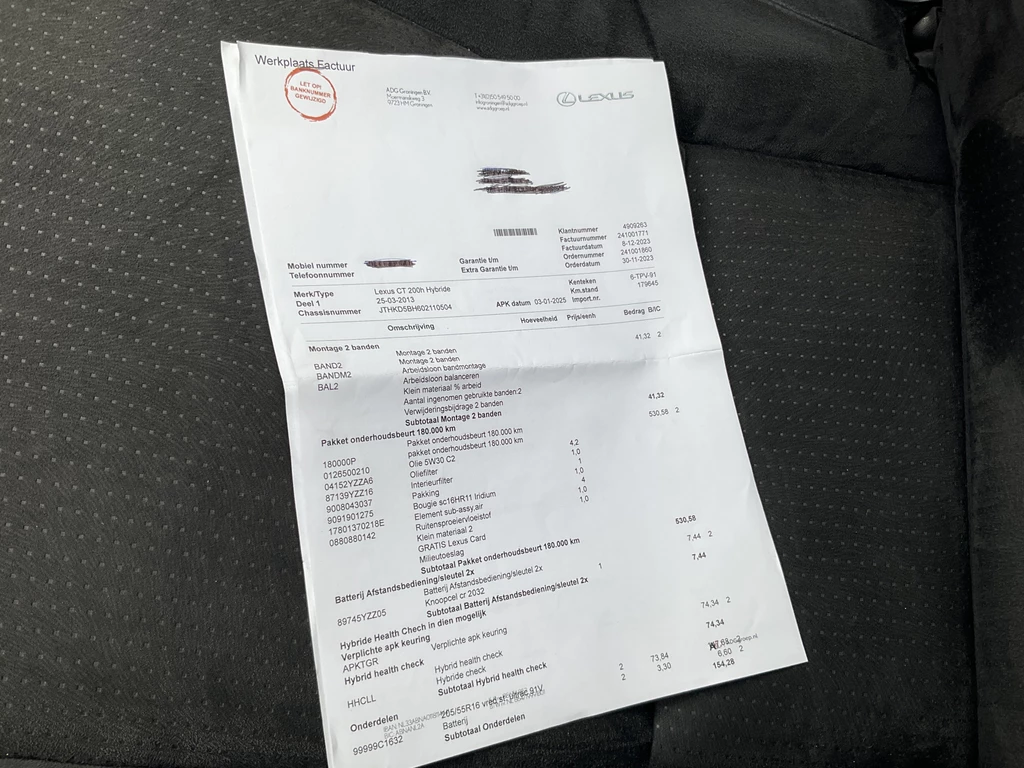 Werkplaats Factuur
LET OP!
BANKNUMMER
GEWIJZIGD
ADG Groningen B.V.
9723 HM Groningen
LEXUS
Klantnummer 4909263
Factuurnummer 241001771
Factuurdatum 8-12-2023
Ordernummer 241001860
Orderdatum 30-11-2023
Mobiel nummer
Telefoonnummer
Garantie t/m
Extra Garantie t/m
Merk/Type Lexus CT 200h Hybride
Deel 1 25-03-2013
Chassisnummer JTHKD5BH602110504
Kenteken 6-TPV-91
Km.stand 179645
APK datum 03-01-2025 Import.nr.
Omschrijving Hoeveelheid Prijs/eenh Bedrag B/IC
Montage 2 banden
Montage 2 banden 41,32 2
BAND2 Montage 2 banden
BANDM2 Arbeidsloon bandmontage
BAL2 Arbeidsloon balanceren
Klein materiaal % arbeid
Aantal ingenomen gebruikte banden:2
Verwijderingsbijdrage 2 banden
Subtotaal Montage 2 banden 41,32
Pakket onderhoudsbeurt 180.000 km
Pakket onderhoudsbeurt 180.000 km 530,58 2
180000P pakket onderhoudsbeurt 180.000 km
0126500210 Olie 5W30 C2 4,2
04152YZZA6 Oliefilter 1,0
87139YZZ16 Interieurfilter 1
9008043037 Pakking 1,0
9091901275 Bougie sc16HR11 Iridium 4
17801370218E Element sub-assy.air 1,0
0880880142 Ruitensproeiervloeistof 1,0
Klein materiaal 2
GRATIS Lexus Card
Milieutoeslag
Subtotaal Pakket onderhoudsbeurt 180.000 km 530,58
Batterij Afstandsbediening/sleutel 2x
Batterij Afstandsbediening/sleutel 2x 7,44 2
89745YZZ05 Knoopcel cr 2032 1
Subtotaal Batterij Afstandsbediening/sleutel 2x 7,44
Hybride Health Chech in dien mogelijk
Verplichte apk keuring
APKTGR Verplichte apk keuring 74,34 2
Hybrid health check 74,34
Hybrid health check
HHCLL Hybride check
Subtotaal Hybrid health check
Onderdelen
205/55R16 vred 91V 2 73,84 2
99999C1632 Batterij 2 3,30 6,60 2
Subtotaal Onderdelen 154,28